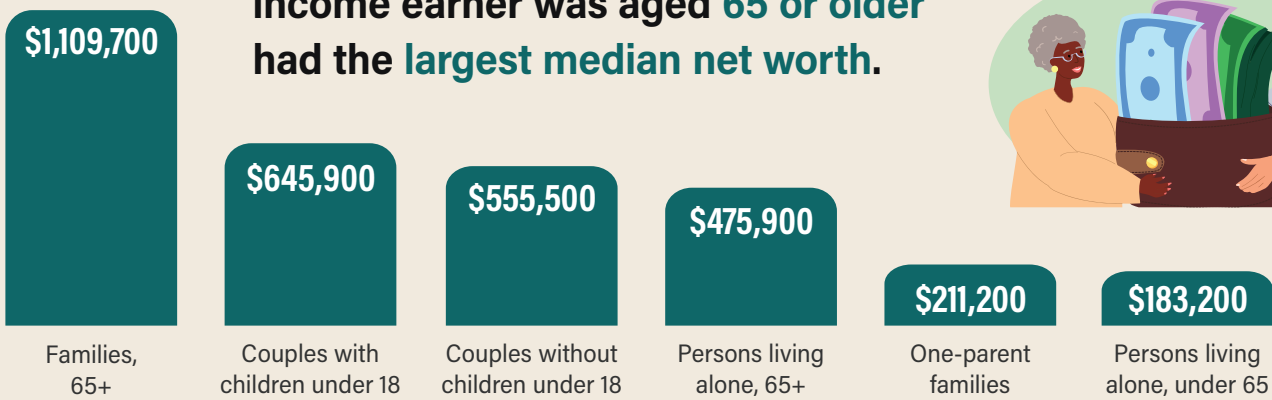 income earner was aged 65 or older
had the largest median net worth.
$1,109,700
$645,900
$555,500
$475,900
$211,200
$183,200
Families,
65+
Couples with
children under 18
Couples without
children under 18
Persons living
alone, 65+
One-parent
families
Persons living
alone, under 65